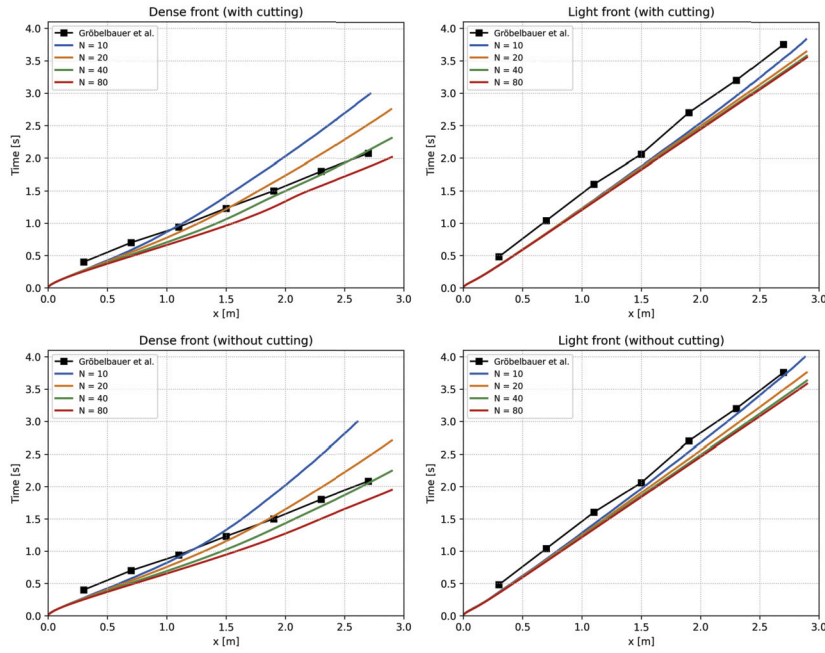 Dense front (with cutting)
4.0
3.5
3.0
2.5
2.0
1.5
1.0
0.5
0.0
Time [s]
Gröbelbauer et al.
N = 10
N = 20
N = 40
N = 80
0.0 0.5 1.0 1.5 2.0 2.5 3.0
x [m]
Light front (with cutting)
4.0
3.5
3.0
2.5
2.0
1.5
1.0
0.5
0.0
Time [s]
Gröbelbauer et al.
N = 10
N = 20
N = 40
N = 80
0.0 0.5 1.0 1.5 2.0 2.5 3.0
x [m]
Dense front (without cutting)
4.0
3.5
3.0
2.5
2.0
1.5
1.0
0.5
0.0
Time [s]
Gröbelbauer et al.
N = 10
N = 20
N = 40
N = 80
0.0 0.5 1.0 1.5 2.0 2.5 3.0
x [m]
Light front (without cutting)
4.0
3.5
3.0
2.5
2.0
1.5
1.0
0.5
0.0
Time [s]
Gröbelbauer et al.
N = 10
N = 20
N = 40
N = 80
0.0 0.5 1.0 1.5 2.0 2.5 3.0
x [m]